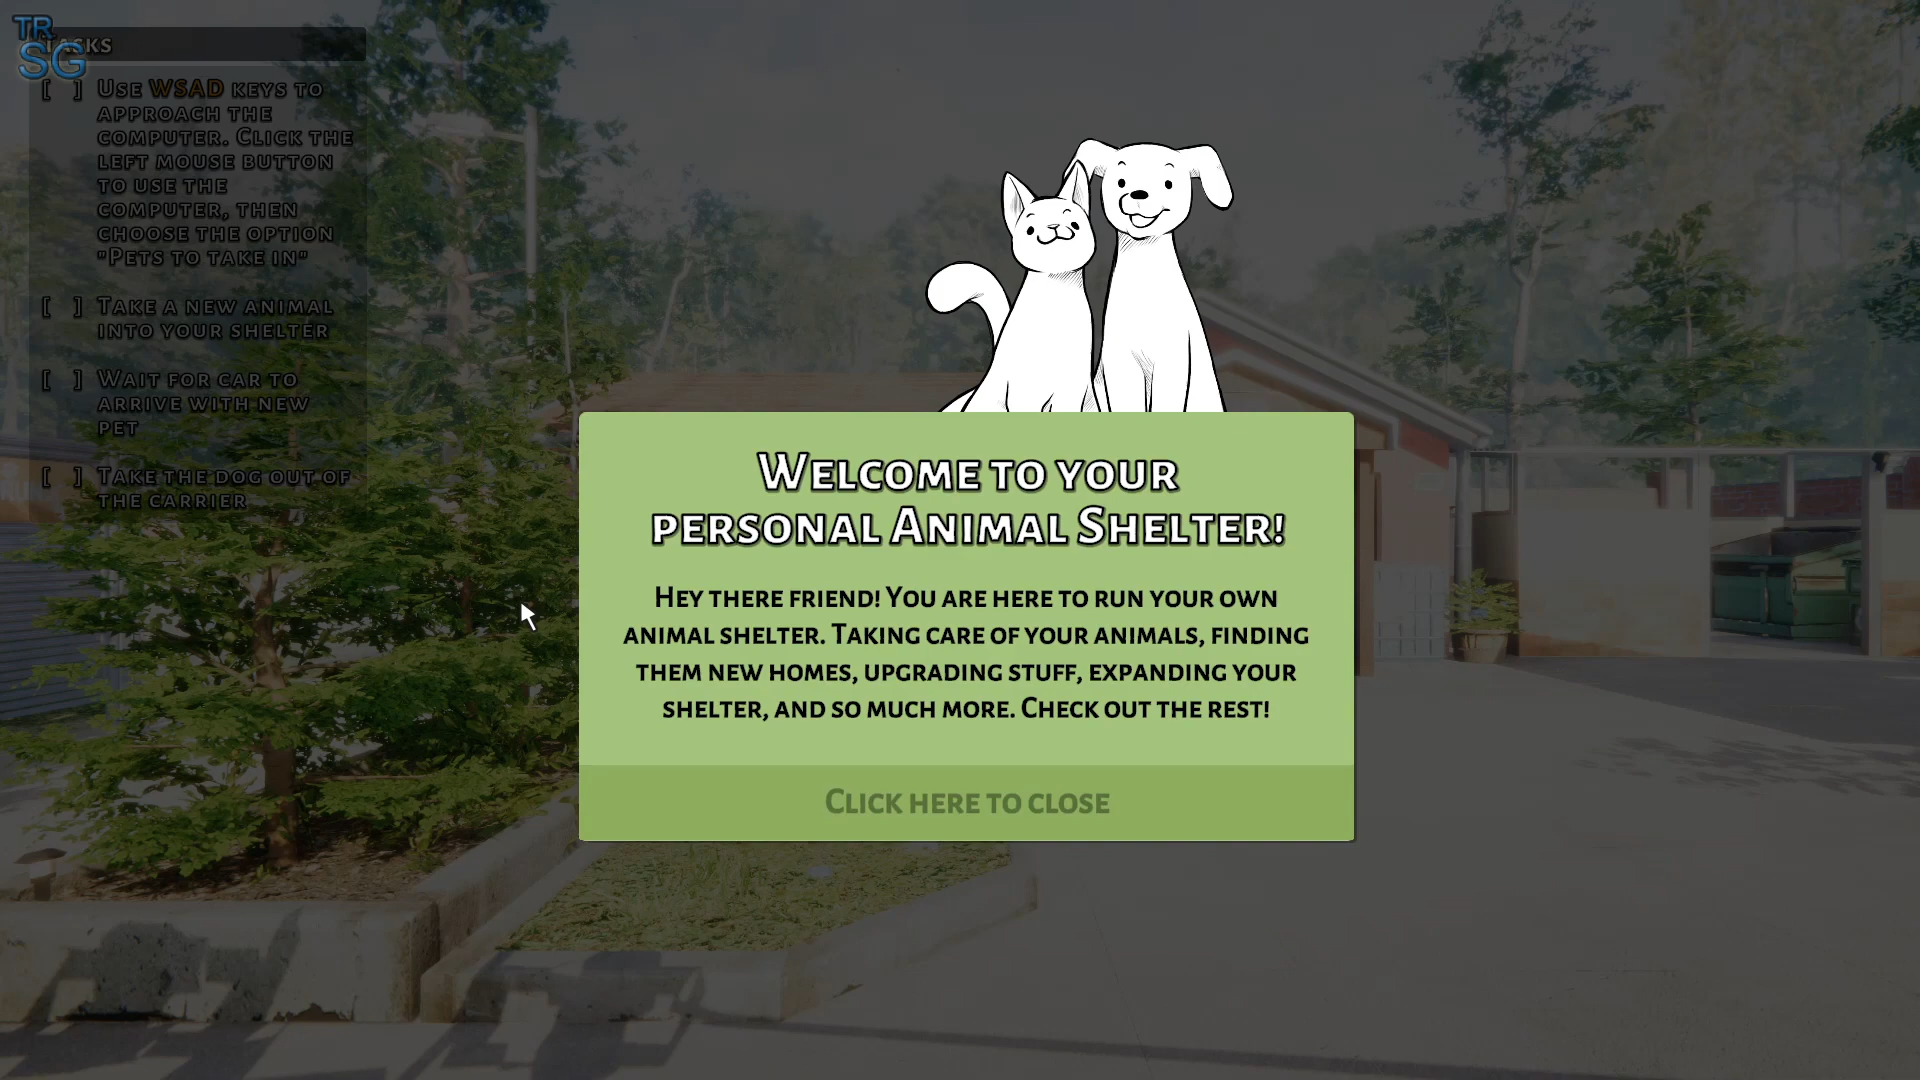 TR
SG
TASKS
[ ] Use WSAD keys to
approach the
computer. Click the
left mouse button
to use the
computer, then
choose the option
"Pets to take in"
[ ] Take a new animal
into your shelter
[ ] Wait for car to
arrive with new
pet
[ ] Take the dog out of
the carrier
Welcome to your
personal Animal Shelter!
Hey there friend! You are here to run your own
animal shelter. Taking care of your animals, finding
them new homes, upgrading stuff, expanding your
shelter, and so much more. Check out the rest!
Click here to close